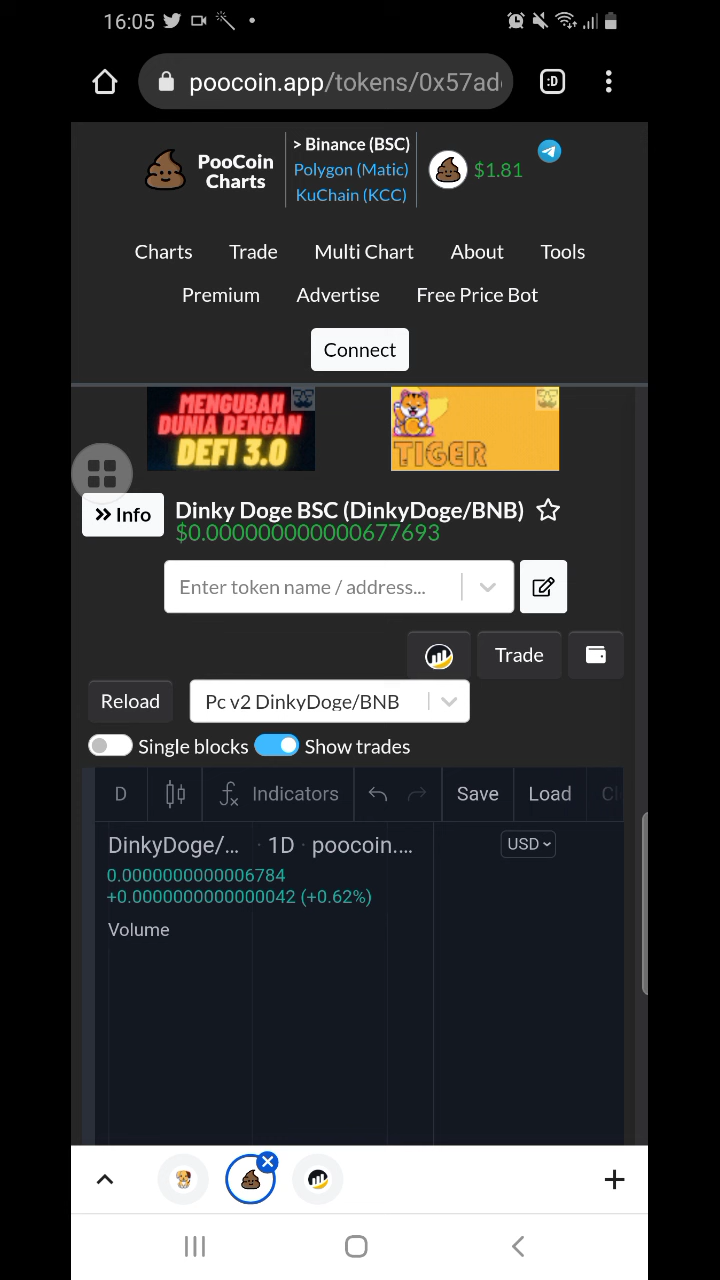 16:05
poocoin.app/tokens/0x57ad
:D
PooCoin
Charts
> Binance (BSC)
Polygon (Matic)
KuChain (KCC)
$1.81
Charts Trade Multi Chart About Tools
Premium Advertise Free Price Bot
Connect
MENGUBAH
DUNIA DENGAN
DEFI 3.0
TIGER
Info
Dinky Doge BSC (DinkyDoge/BNB)
$0.000000000000677693
Enter token name / address...
Trade
Reload
Pc v2 DinkyDoge/BNB
Single blocks
Show trades
D
fx Indicators
Save
Load
Cl
DinkyDoge/... · 1D · poocoin....
USD
0.0000000000006784
+0.0000000000000042 (+0.62%)
Volume